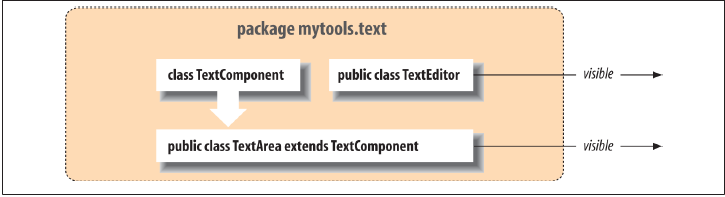 package mytools.text
class TextComponent
public class TextEditor
visible
public class TextArea extends TextComponent
visible